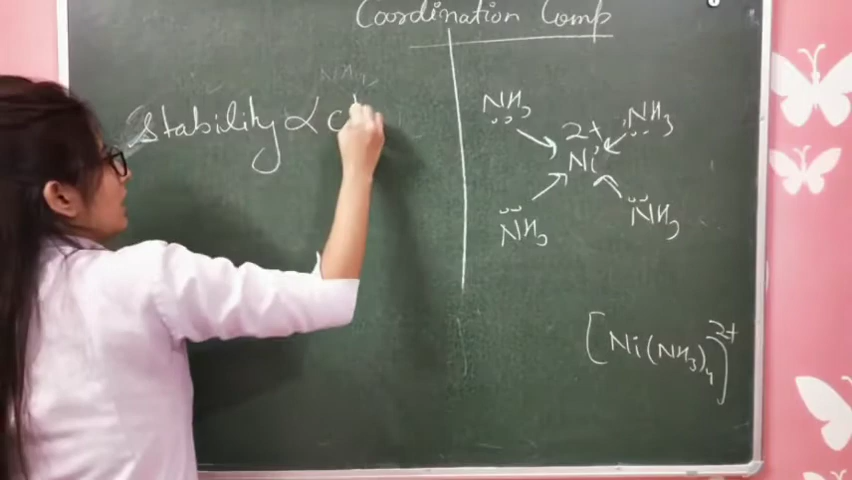 Coordination Comp
Stability ∝ c
NH3
NH3
2+
Ni
NH3
NH3
[Ni(NH3)4]2+